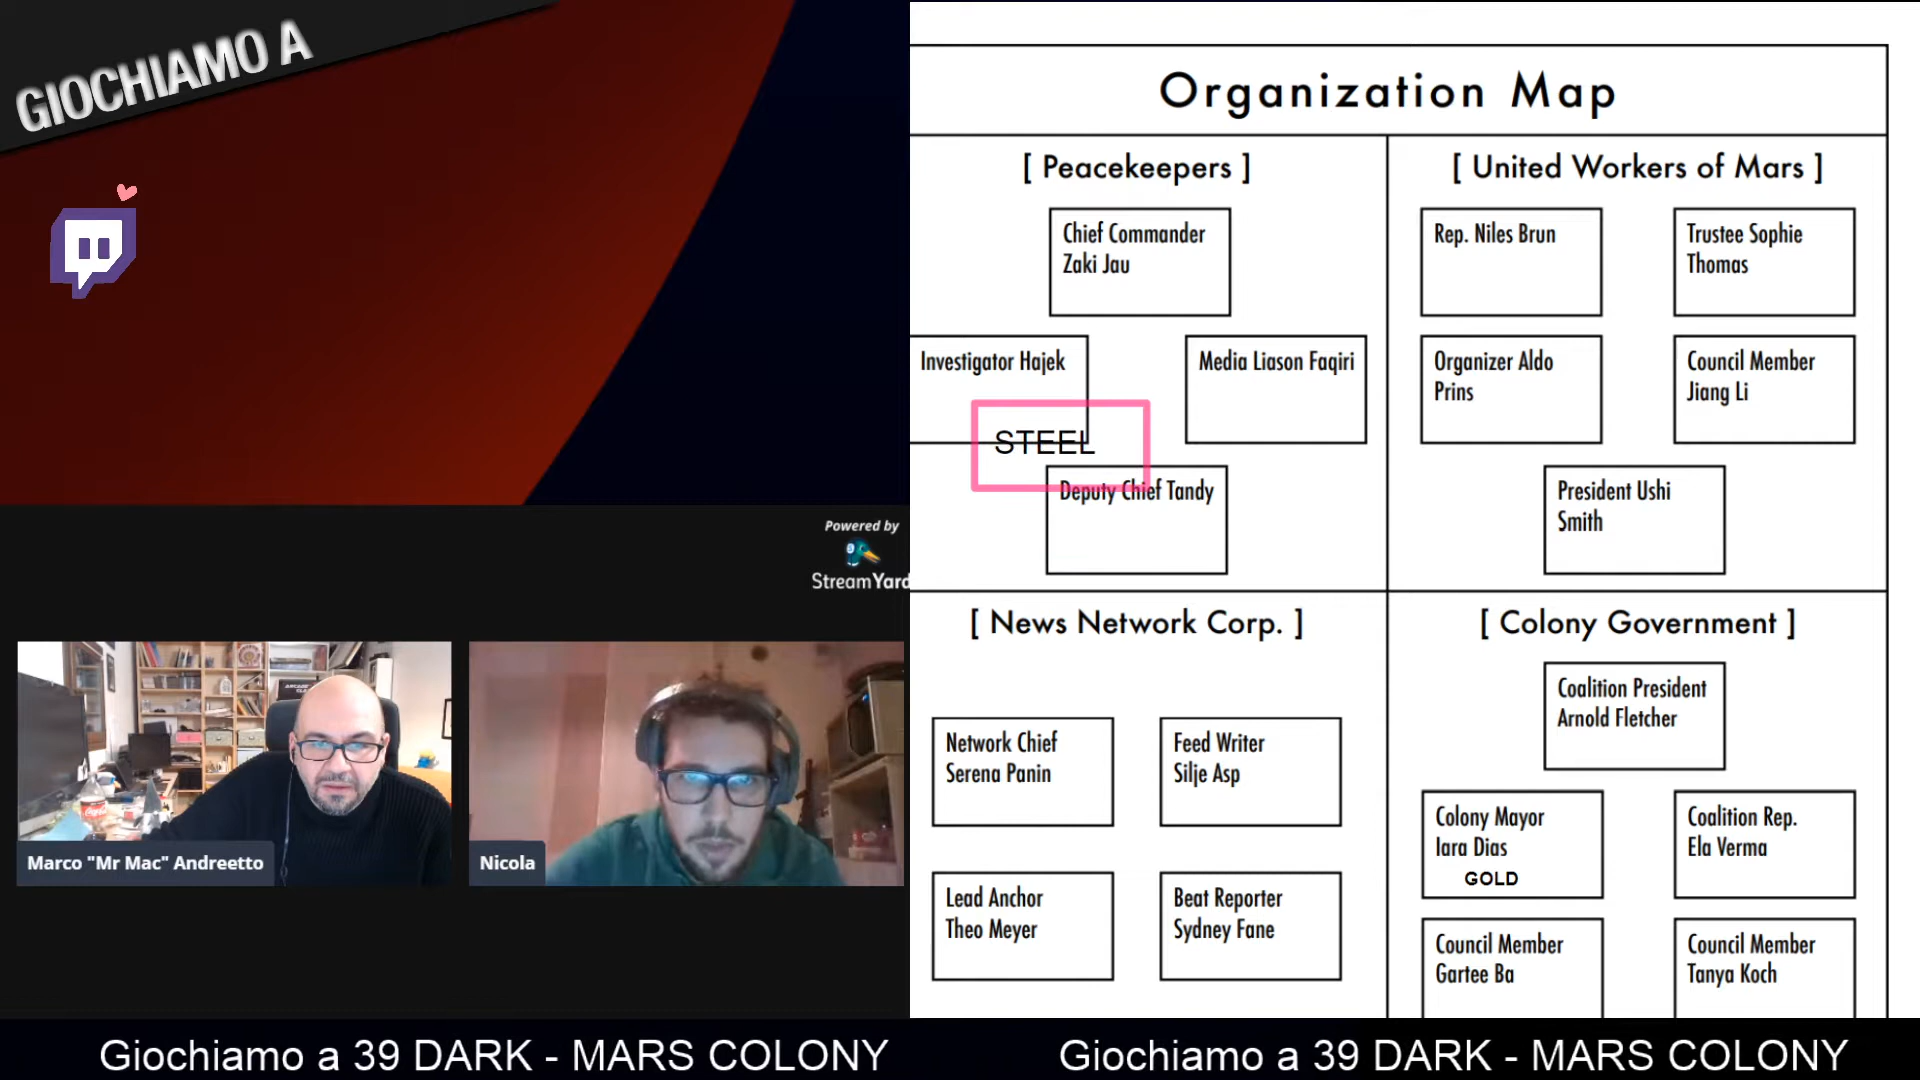 GIOCHIAMO A
Powered by
StreamYard
Marco "Mr Mac" Andreetto
Nicola
Organization Map
[ Peacekeepers ]
Chief Commander
Zaki Jau
Investigator Hajek
Media Liason Faqiri
STEEL
Deputy Chief Tandy
[ United Workers of Mars ]
Rep. Niles Brun
Trustee Sophie
Thomas
Organizer Aldo
Prins
Council Member
Jiang Li
President Ushi
Smith
[ News Network Corp. ]
Network Chief
Serena Panin
Feed Writer
Silje Asp
Lead Anchor
Theo Meyer
Beat Reporter
Sydney Fane
[ Colony Government ]
Coalition President
Arnold Fletcher
Colony Mayor
Iara Dias
GOLD
Coalition Rep.
Ela Verma
Council Member
Gartee Ba
Council Member
Tanya Koch
Giochiamo a 39 DARK - MARS COLONY
Giochiamo a 39 DARK - MARS COLONY